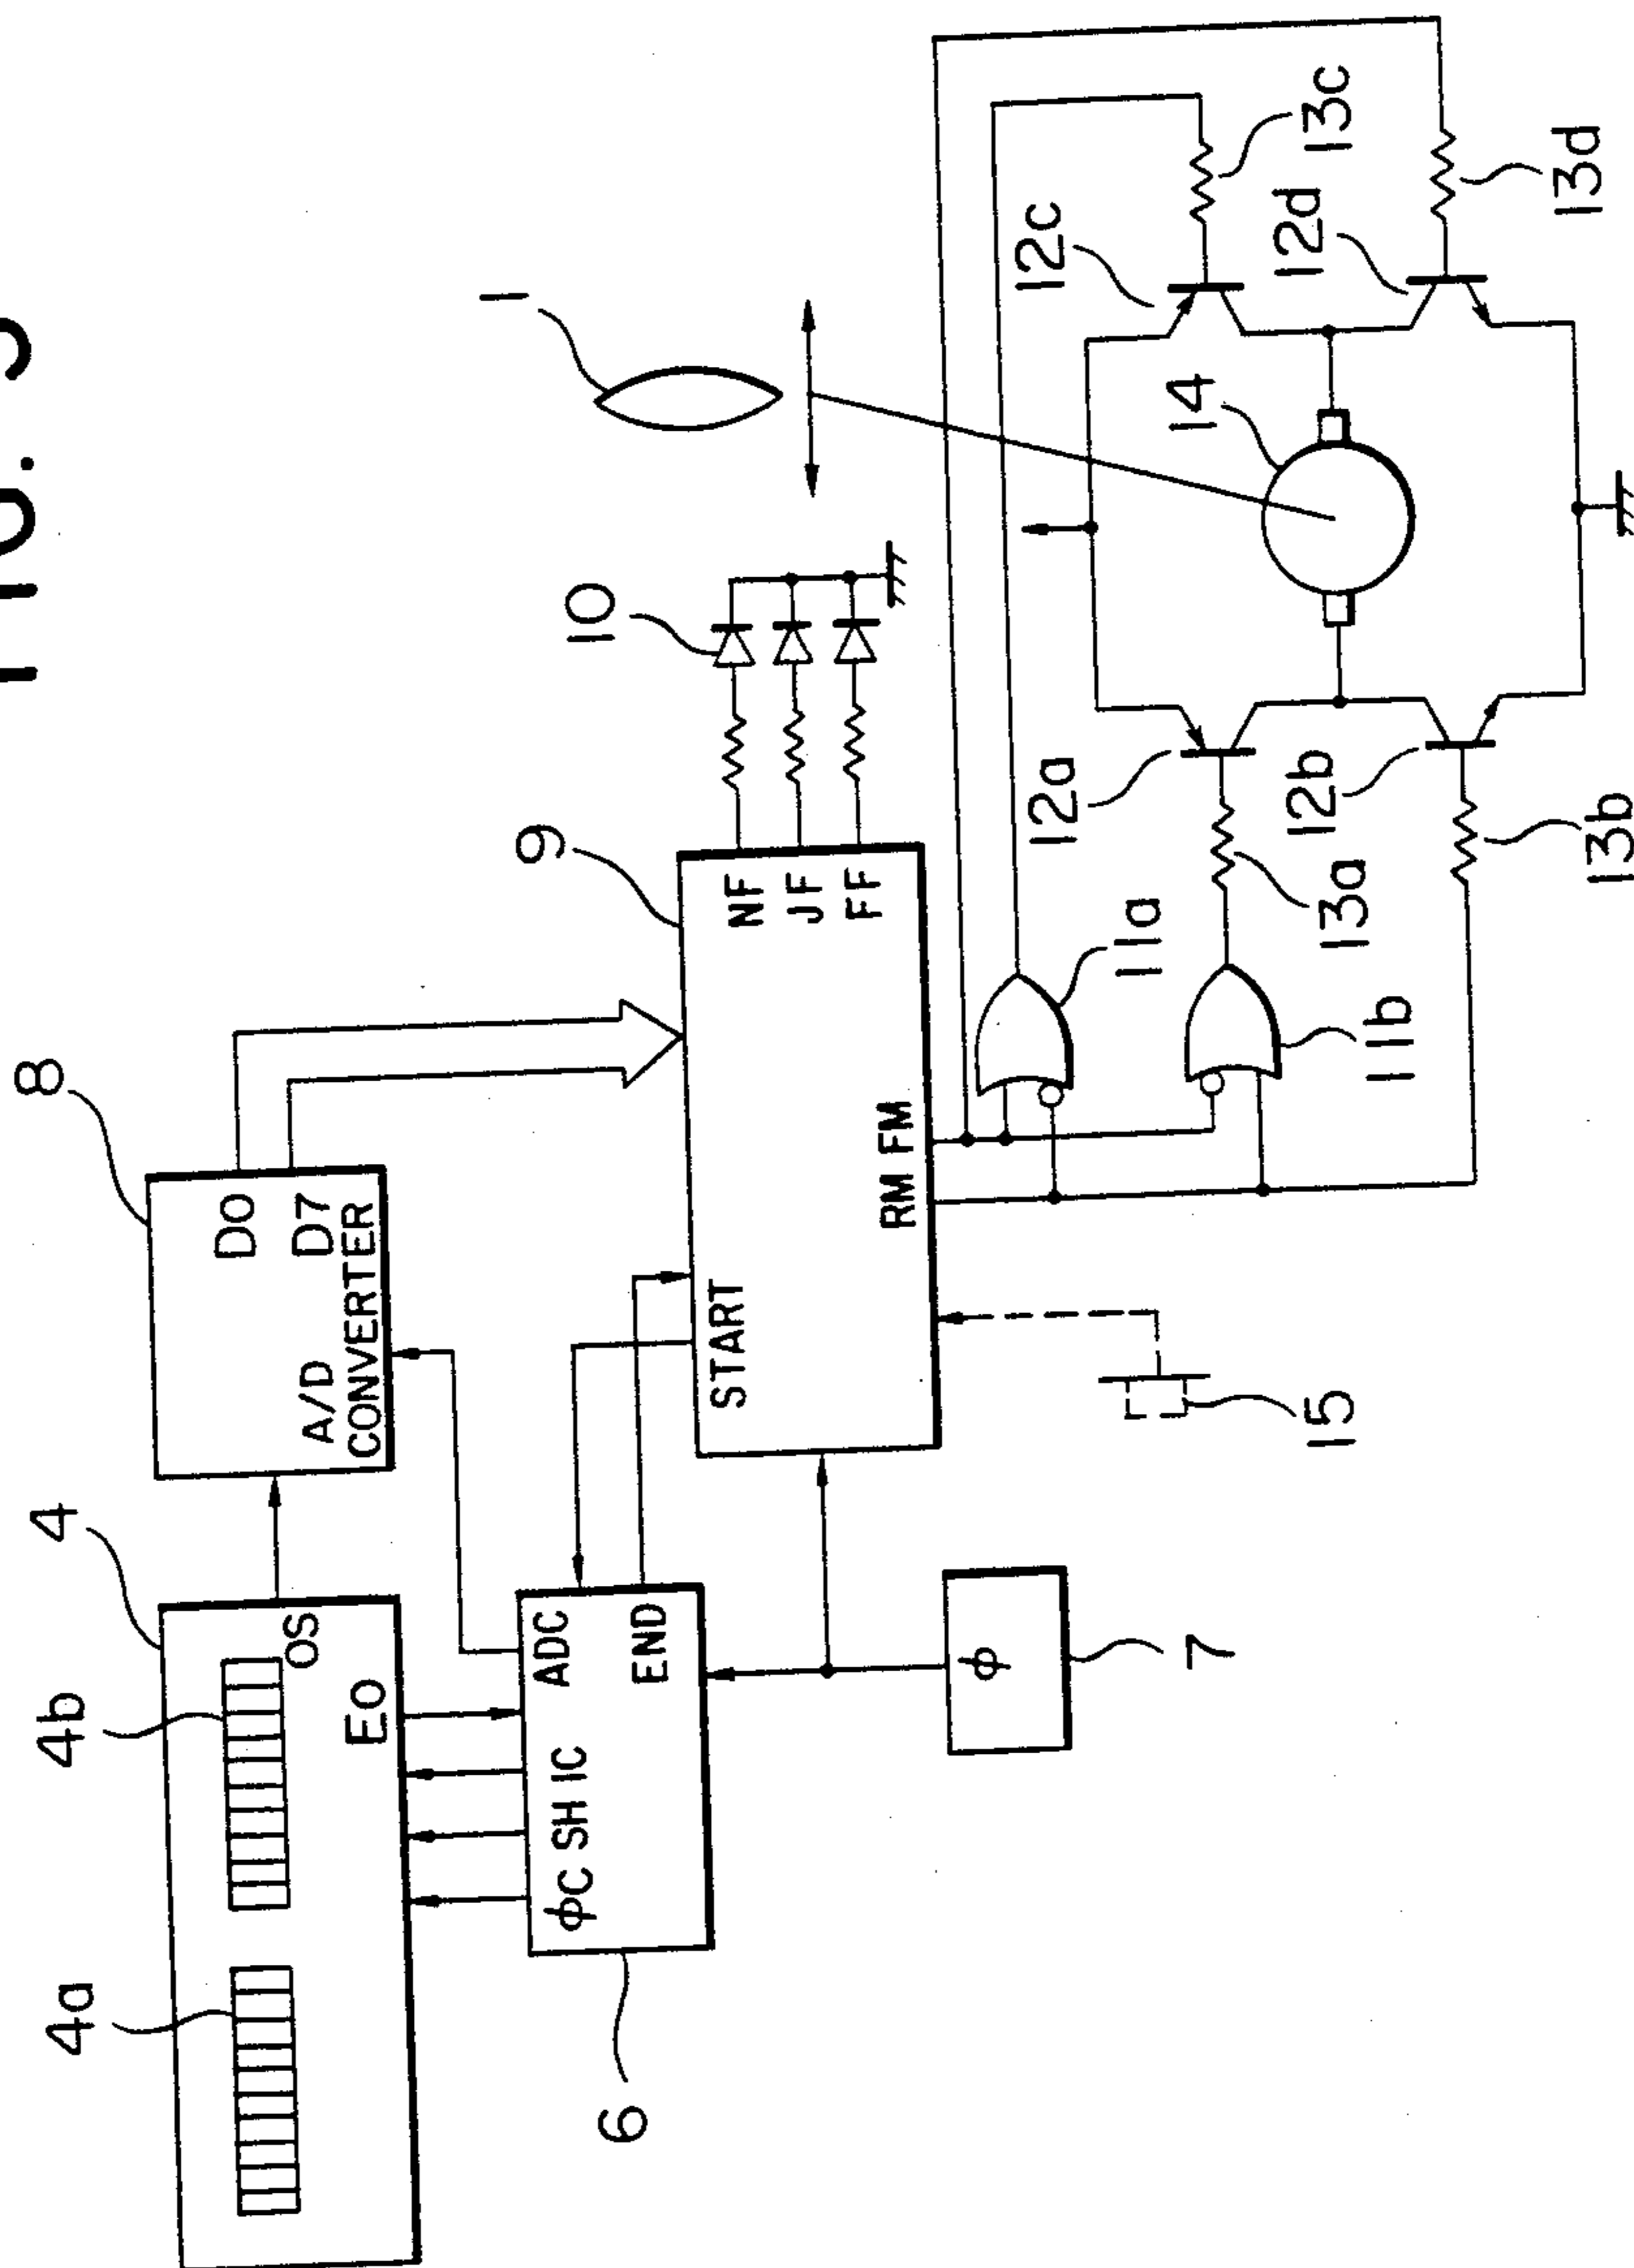 FIG. 3
4
4a
4b
OS
EO
8
DO
D7
A/D
CONVERTER
6
ADC
END
φC SH IC
7
φ
9
START
NF
JF
FF
RM FM
15
10
1
11a
11b
12a
12b
12c
12d
13a
13b
13c
13d
14